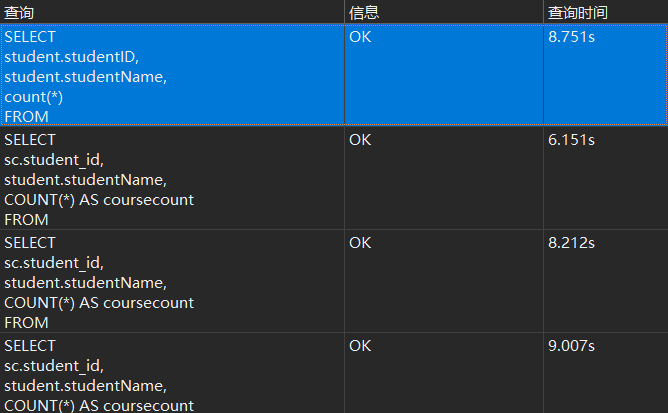 查询 信息 查询时间
SELECT OK 8.751s
student.studentID,
student.studentName,
count(*)
FROM
SELECT OK 6.151s
sc.student_id,
student.studentName,
COUNT(*) AS coursecount
FROM
SELECT OK 8.212s
sc.student_id,
student.studentName,
COUNT(*) AS coursecount
FROM
SELECT OK 9.007s
sc.student_id,
student.studentName,
COUNT(*) AS coursecount